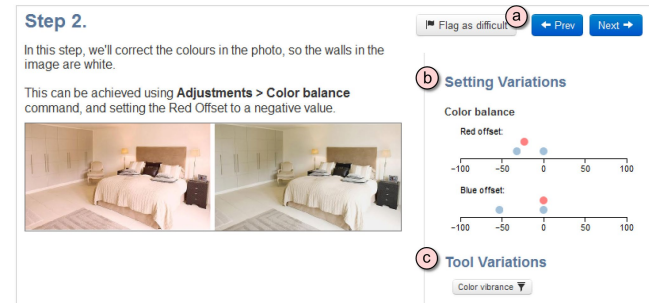 Step 2.
Flag as difficult
a
Prev
Next
In this step, we'll correct the colours in the photo, so the walls in the
image are white.
This can be achieved using Adjustments > Color balance
command, and setting the Red Offset to a negative value.
b
Setting Variations
Color balance
Red offset:
−100 −50 0 50 100
Blue offset:
−100 −50 0 50 100
c
Tool Variations
Color vibrance